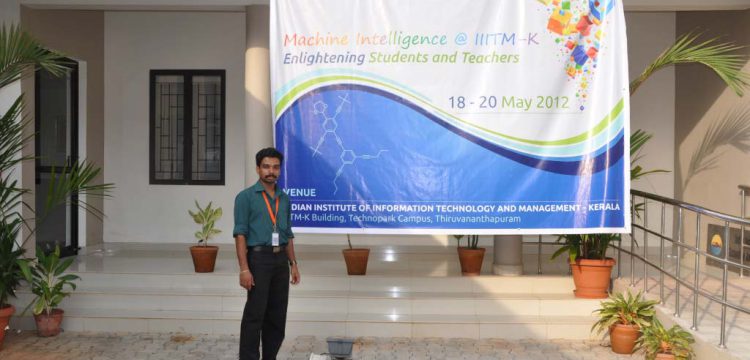 Machine Intelligence @ IIITM-K
Enlightening Students and Teachers
18 - 20 May 2012
VENUE
DIAN INSTITUTE OF INFORMATION TECHNOLOGY AND MANAGEMENT - KERALA
TM-K Building, Technopark Campus, Thiruvananthapuram